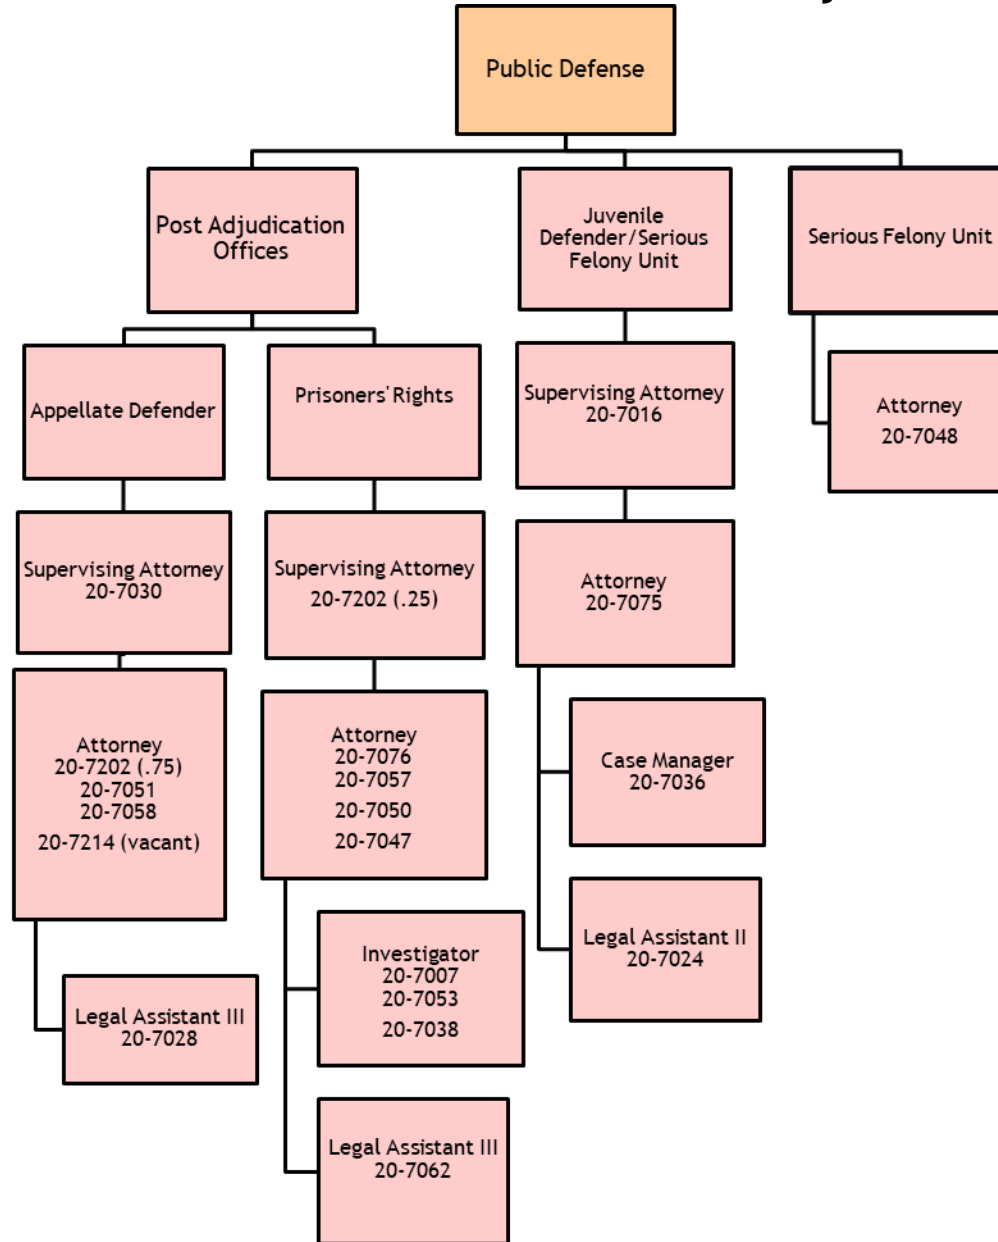 Public Defense
Post Adjudication
Offices
Juvenile
Defender/Serious
Felony Unit
Serious Felony Unit
Appellate Defender
Prisoners' Rights
Supervising Attorney
20-7016
Attorney
20-7048
Supervising Attorney
20-7030
Supervising Attorney
20-7202 (.25)
Attorney
20-7075
Attorney
20-7202 (.75)
20-7051
20-7058
20-7214 (vacant)
Attorney
20-7076
20-7057
20-7050
20-7047
Case Manager
20-7036
Legal Assistant II
20-7024
Investigator
20-7007
20-7053
20-7038
Legal Assistant III
20-7028
Legal Assistant III
20-7062